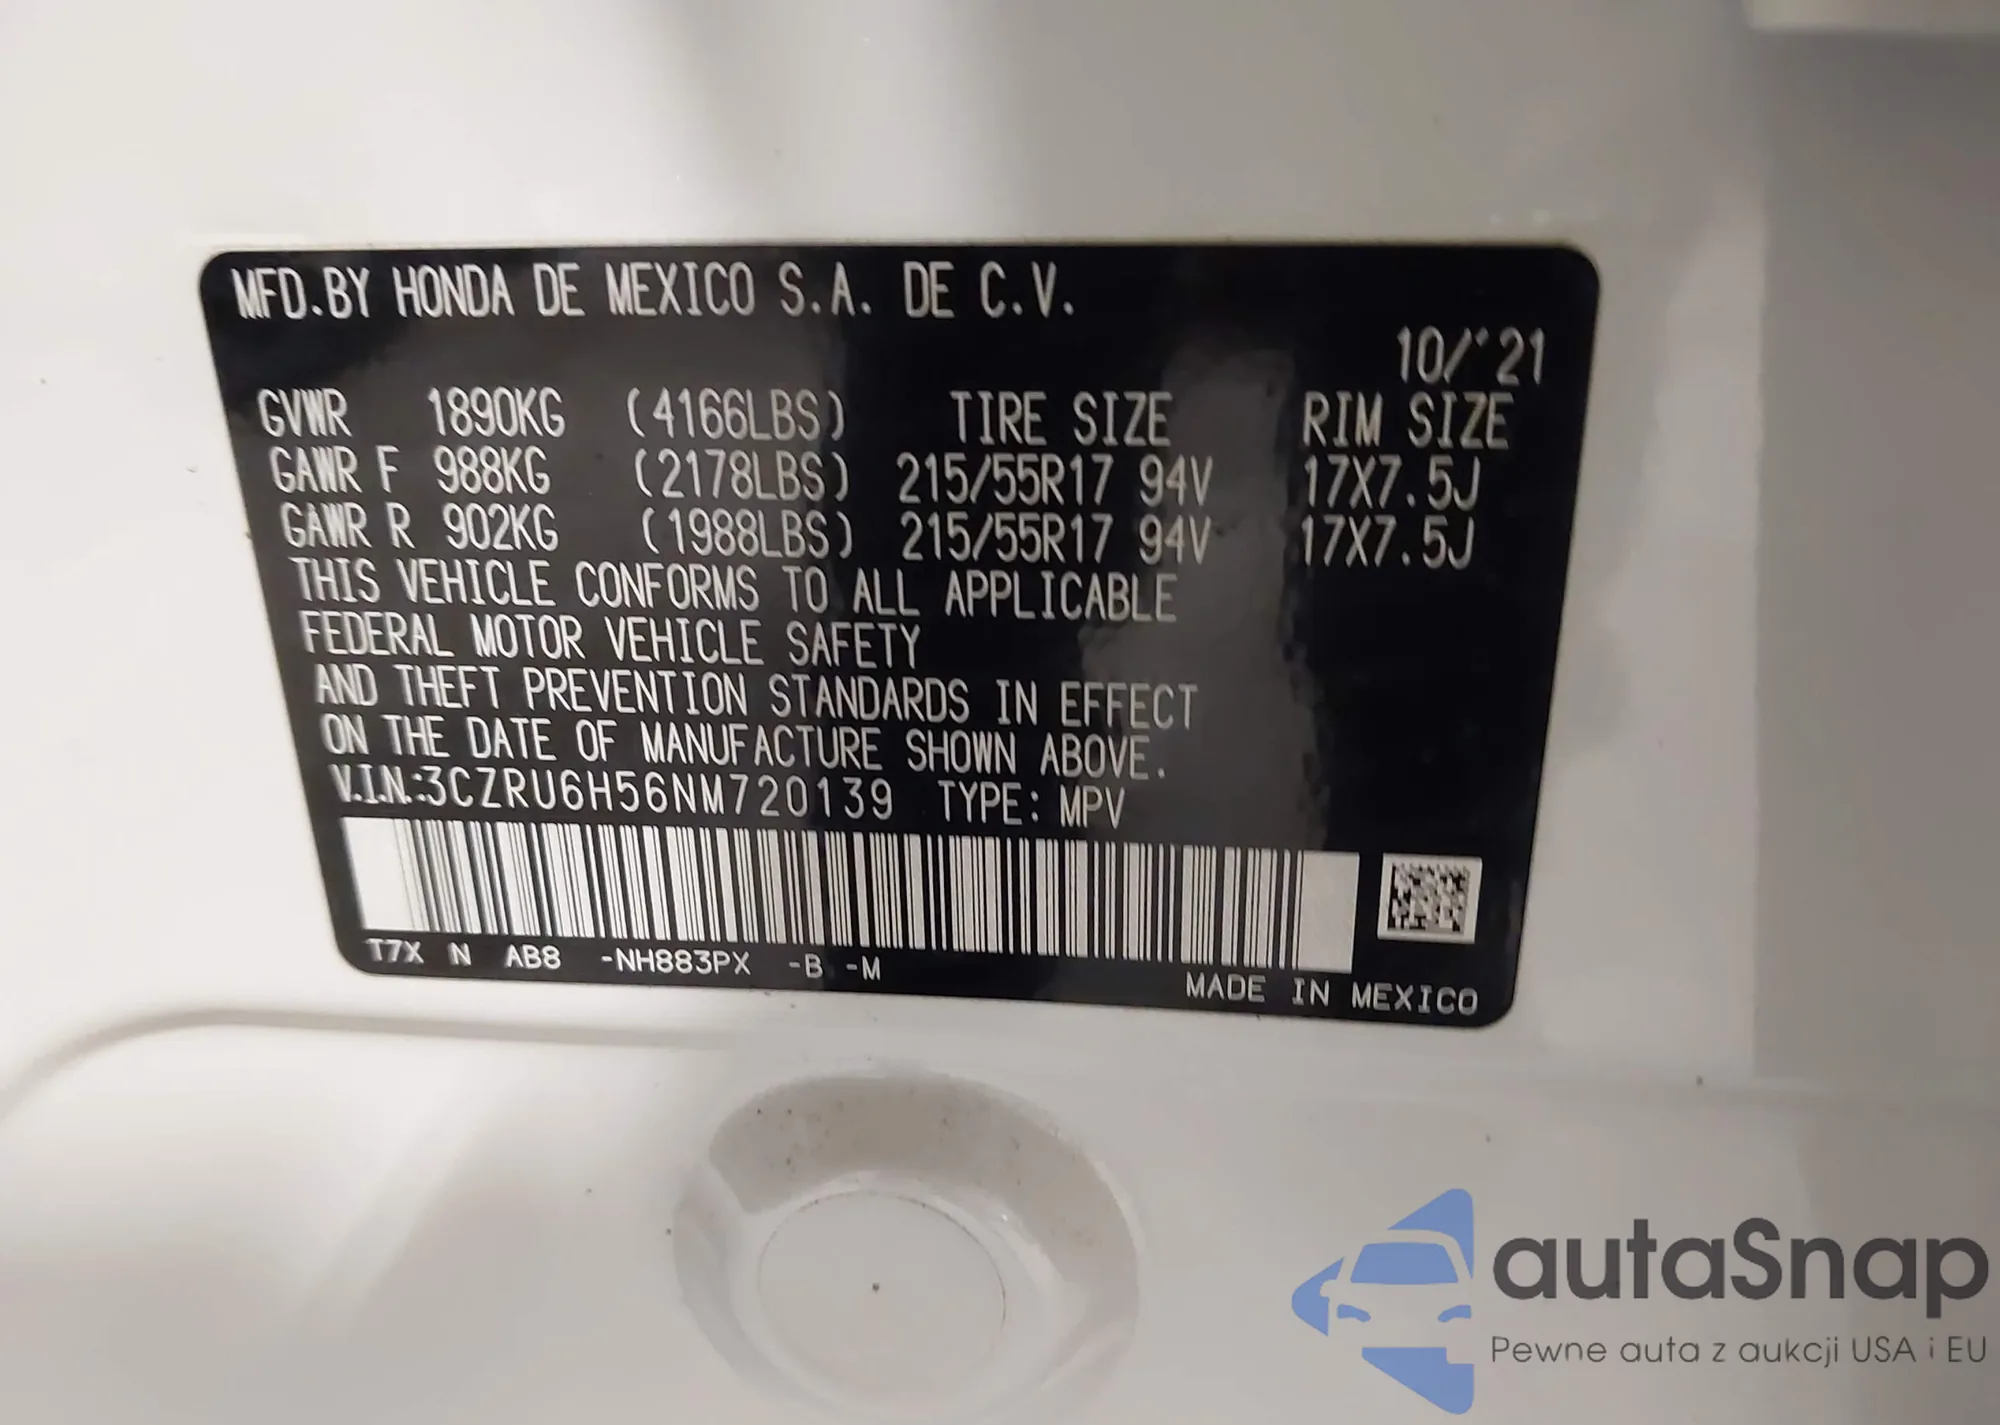 MFD.BY HONDA DE MEXICO S.A. DE C.V.
10/'21
GVWR 1890KG (4166LBS) TIRE SIZE RIM SIZE
GAWR F 988KG (2178LBS) 215/55R17 94V 17X7.5J
GAWR R 902KG (1988LBS) 215/55R17 94V 17X7.5J
THIS VEHICLE CONFORMS TO ALL APPLICABLE
FEDERAL MOTOR VEHICLE SAFETY
AND THEFT PREVENTION STANDARDS IN EFFECT
ON THE DATE OF MANUFACTURE SHOWN ABOVE.
V.I.N.:3CZRU6H56NM720139 TYPE: MPV
T7X N AB8 -NH883PX -B -M
MADE IN MEXICO
autaSnap
Pewne auta z aukcji USA i EU